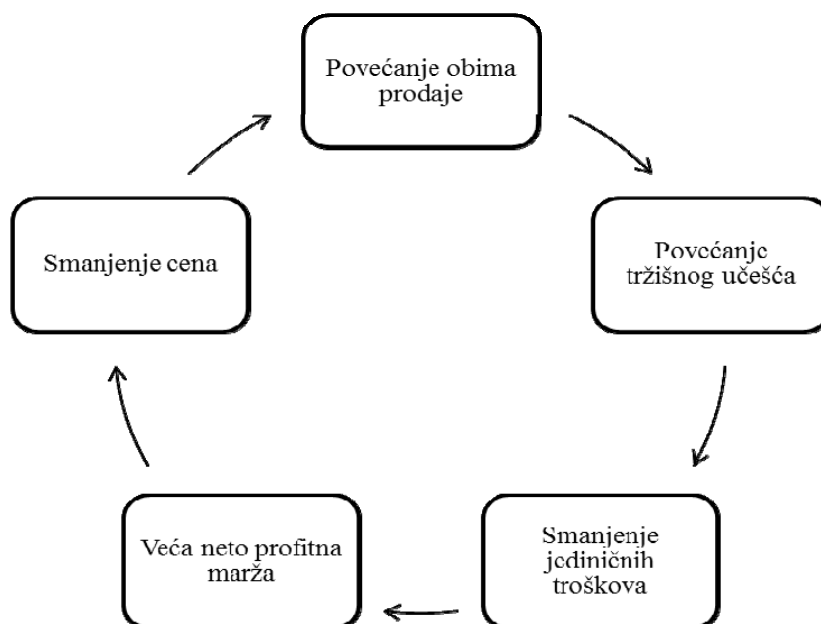 Povećanje obima
prodaje
Smanjenje cena
Povećanje
tržišnog učešća
Veća neto profitna
marža
Smanjenje
jediničnih
troškova